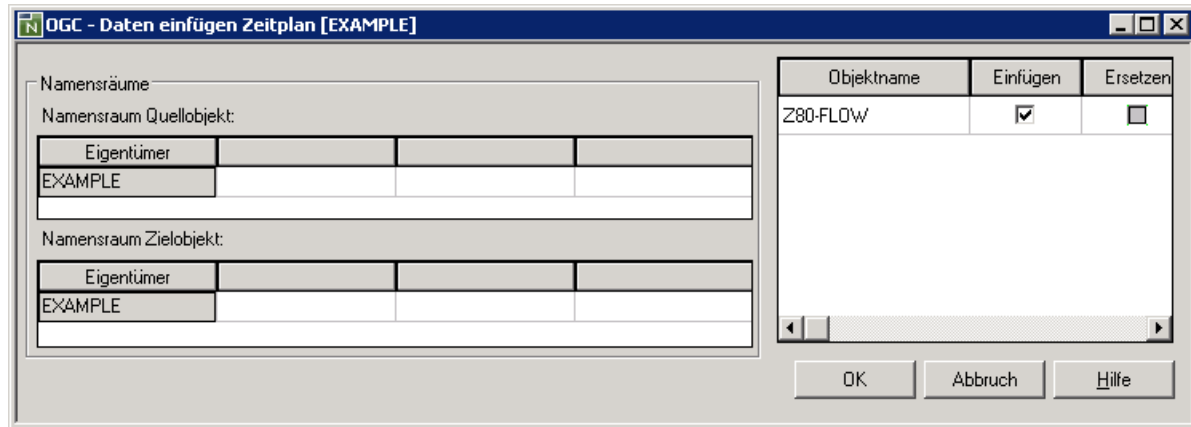 OGC - Daten einfügen Zeitplan [EXAMPLE]
Namensräume
Namensraum Quellobjekt:
Eigentümer
EXAMPLE
Namensraum Zielobjekt:
Eigentümer
EXAMPLE
Objektname Einfügen Ersetzen
Z80-FLOW
OK Abbruch Hilfe